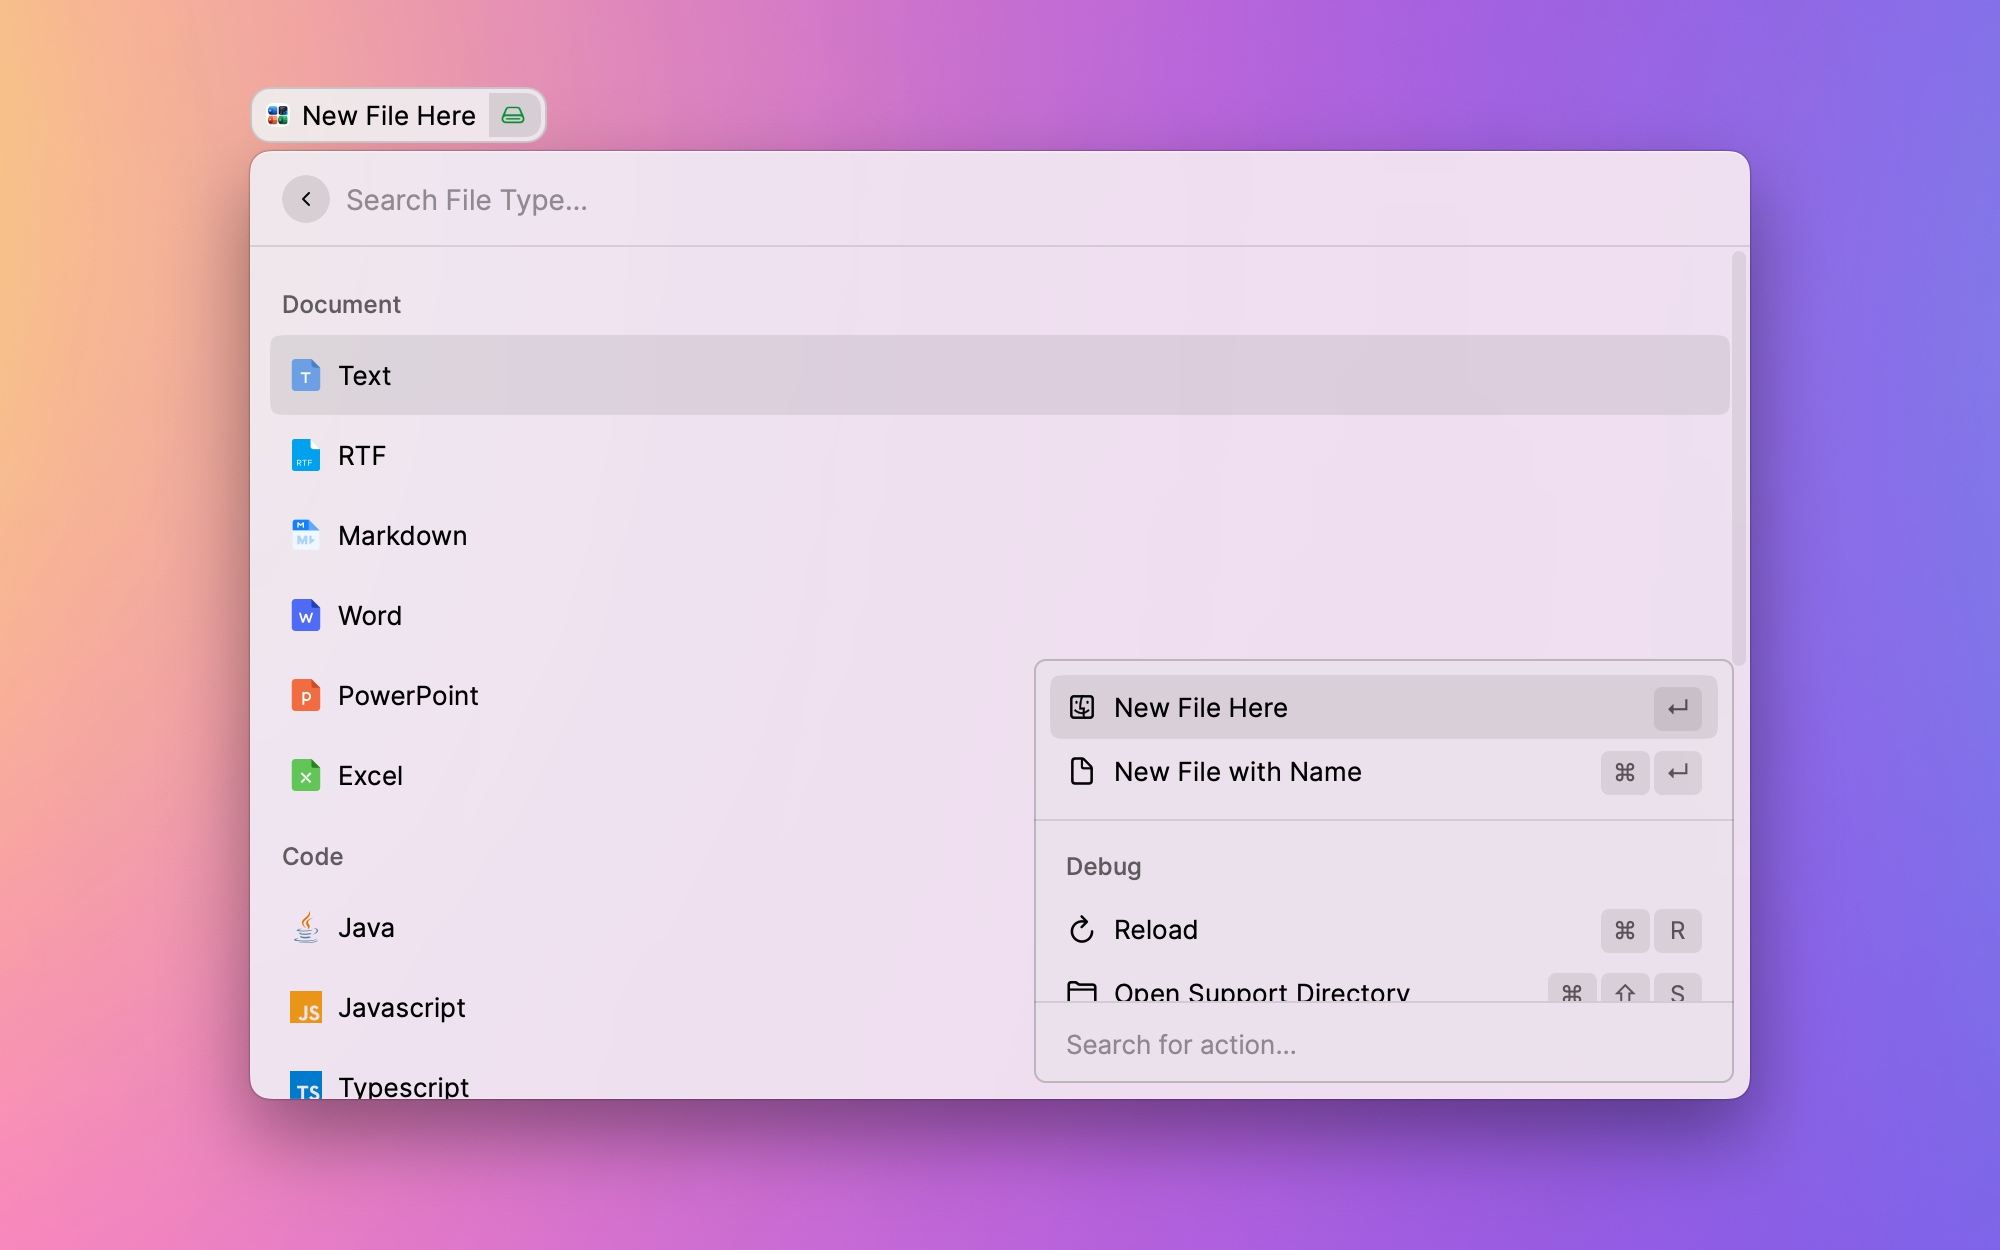 New File Here
Search File Type...
Document
T Text
RTF RTF
M
Markdown
W Word
P PowerPoint
X Excel
Code
Java
JS Javascript
TS Typescript
New File Here ↵
New File with Name ⌘ ↵
Debug
Reload ⌘ R
Open Support Directory ⌘ ⇧ S
Search for action...